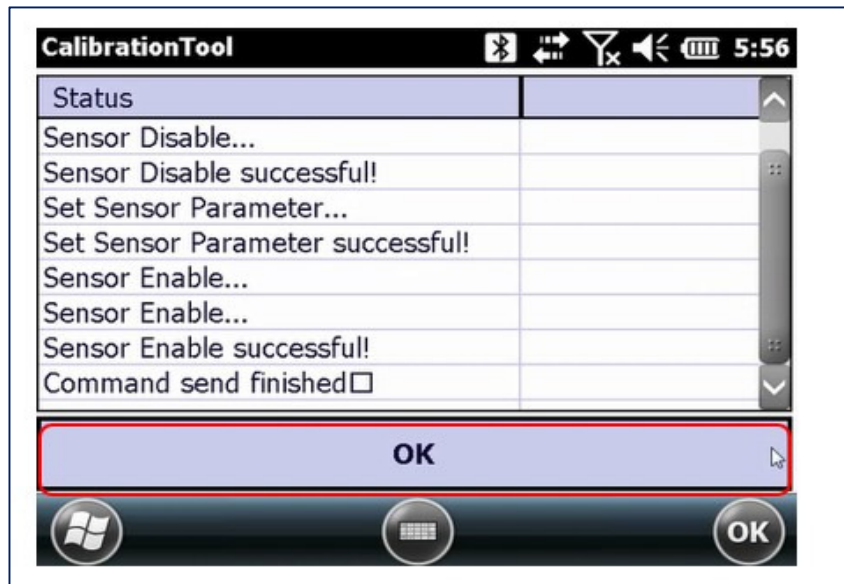 CalibrationTool 5:56
Status
Sensor Disable...
Sensor Disable successful!
Set Sensor Parameter...
Set Sensor Parameter successful!
Sensor Enable...
Sensor Enable...
Sensor Enable successful!
Command send finished□
OK
OK